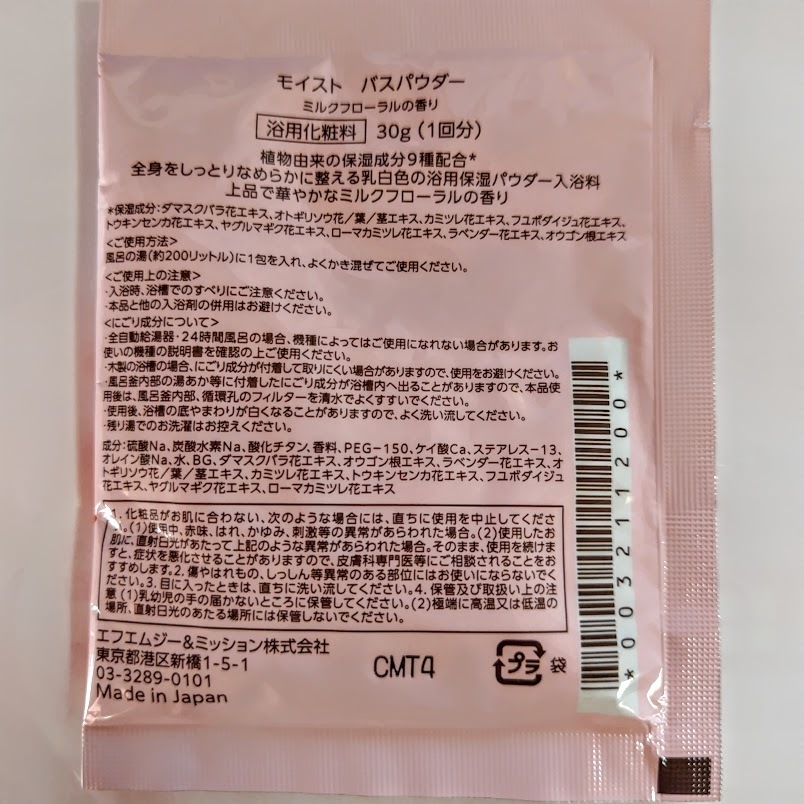 モイスト バスパウダー
ミルクフローラルの香り
浴用化粧料 30g（1回分）
植物由来の保湿成分9種配合*
全身をしっとりなめらかに整える乳白色の浴用保湿パウダー入浴料
上品で華やかなミルクフローラルの香り
*保湿成分：ダマスクバラ花エキス、オトギリソウ花／葉／茎エキス、カミツレ花エキス、フユボダイジュ花エキス、
トウキンセンカ花エキス、ヤグルマギク花エキス、ローマカミツレ花エキス、ラベンダー花エキス、オウゴン根エキス
<ご使用方法>
風呂の湯（約200リットル）に1包を入れ、よくかき混ぜてご使用ください。
<ご使用上の注意>
・入浴時、浴槽でのすべりにご注意ください。
・本品と他の入浴剤の併用はお避けください。
<にごり成分について>
・全自動給湯器・24時間風呂の場合、機種によってはご使用になれない場合があります。お
使いの機種の説明書を確認の上ご使用ください。
・木製の浴槽の場合、にごり成分が付着して取りにくい場合がありますので、使用をお避けください。
・風呂釜内部の湯あか等に付着したにごり成分が浴槽内へ出ることがありますので、本品使
用後は、風呂釜内部、循環孔のフィルターを清水でよくすすいでください。
・使用後、浴槽の底やまわりが白くなることがありますので、よく洗い流してください。
・残り湯でのお洗濯はお控えください。
成分：硫酸Na、炭酸水素Na、酸化チタン、香料、PEG-150、ケイ酸Ca、ステアレス-13、
オレイン酸Na、水、BG、ダマスクバラ花エキス、オウゴン根エキス、ラベンダー花エキス、オ
トギリソウ花／葉／茎エキス、カミツレ花エキス、トウキンセンカ花エキス、フユボダイジュ
花エキス、ヤグルマギク花エキス、ローマカミツレ花エキス
1. 化粧品がお肌に合わない、次のような場合には、直ちに使用を中止してくださ
い。（1）使用中、赤味、はれ、かゆみ、刺激等の異常があらわれた場合。（2）使用したお
肌に、直射日光があたって上記のような異常があらわれた場合。そのまま、使用を続けま
すと、症状を悪化させることがありますので、皮膚科専門医等にご相談されることをお
すすめします。2. 傷やはれもの、しっしん等異常のある部位にはお使いにならないでく
ださい。3. 目に入ったときは、直ちに洗い流してください。4. 保管及び取扱い上の注
意（1）乳幼児の手の届かないところに保管してください。（2）極端に高温又は低温の
場所、直射日光のあたる場所には保管しないでください。
エフエムジー&ミッション株式会社
東京都港区新橋1-5-1
03-3289-0101
Made in Japan
CMT4
プラ 袋
*003211200*